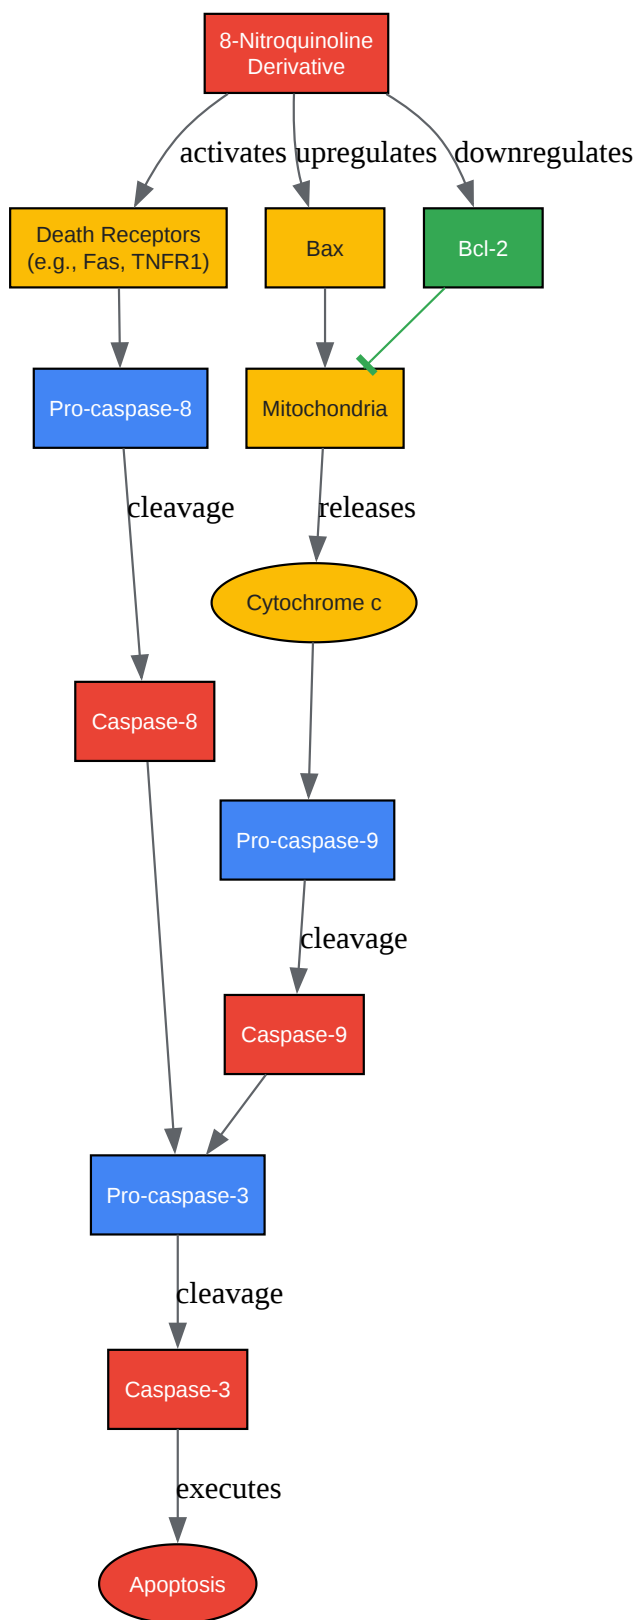 8-Nitroquinoline
Derivative
activates
upregulates
downregulates
Death Receptors
(e.g., Fas, TNFR1)
Bax
Bcl-2
Pro-caspase-8
Mitochondria
cleavage
releases
Cytochrome c
Caspase-8
Pro-caspase-9
cleavage
Caspase-9
Pro-caspase-3
cleavage
Caspase-3
executes
Apoptosis